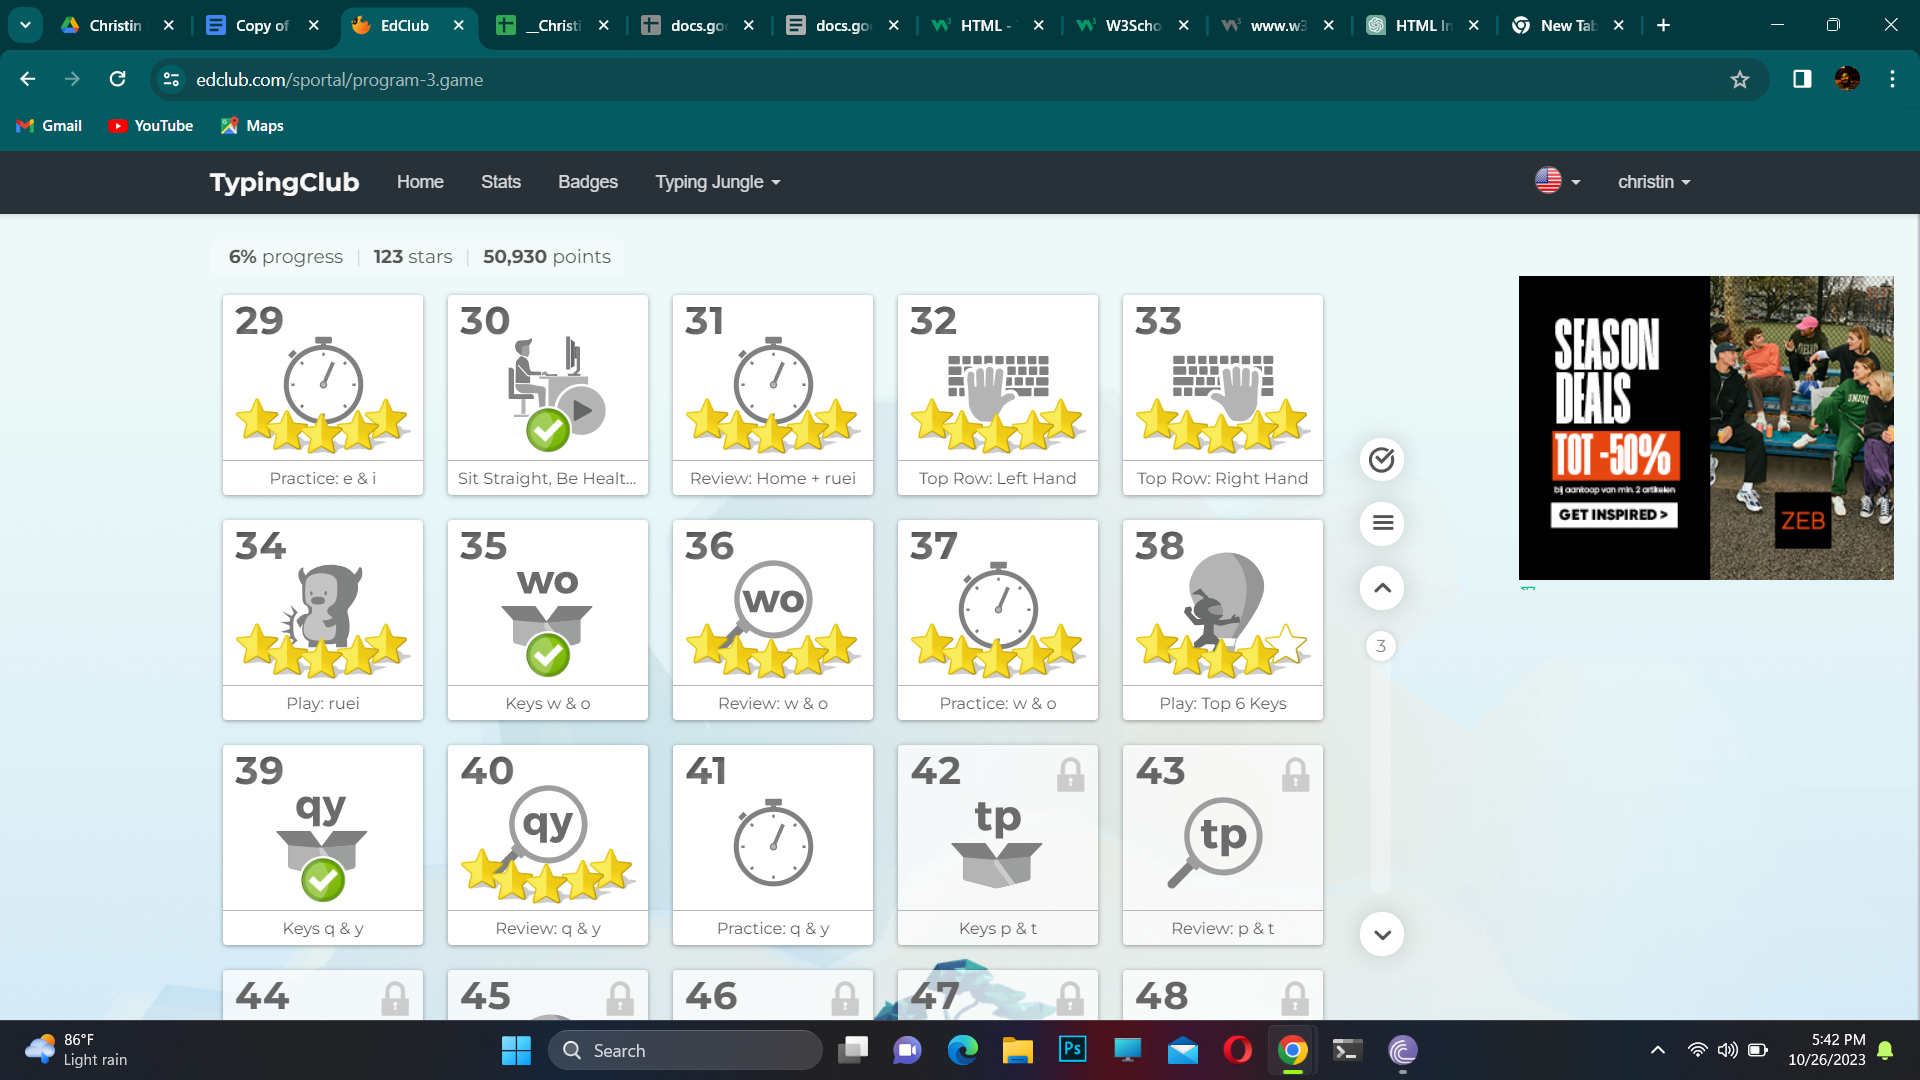 Christin
Copy of
EdClub
__Christi
docs.goo
docs.goo
HTML -
W3Scho
www.w3
HTML In
New Tab
edclub.com/sportal/program-3.game
Gmail
YouTube
Maps
TypingClub
Home
Stats
Badges
Typing Jungle
christin
6% progress
123 stars
50,930 points
29
Practice: e & i
30
Sit Straight, Be Healt...
31
Review: Home + ruei
32
Top Row: Left Hand
33
Top Row: Right Hand
34
Play: ruei
35
wo
Keys w & o
36
wo
Review: w & o
37
Practice: w & o
38
Play: Top 6 Keys
39
qy
Keys q & y
40
qy
Review: q & y
41
Practice: q & y
42
tp
Keys p & t
43
tp
Review: p & t
44
45
46
47
48
3
SEASON
DEALS
TOT -50%
bij aankoop van min. 2 artikelen
GET INSPIRED >
ZEB
86°F
Light rain
Search
Ps
5:42 PM
10/26/2023